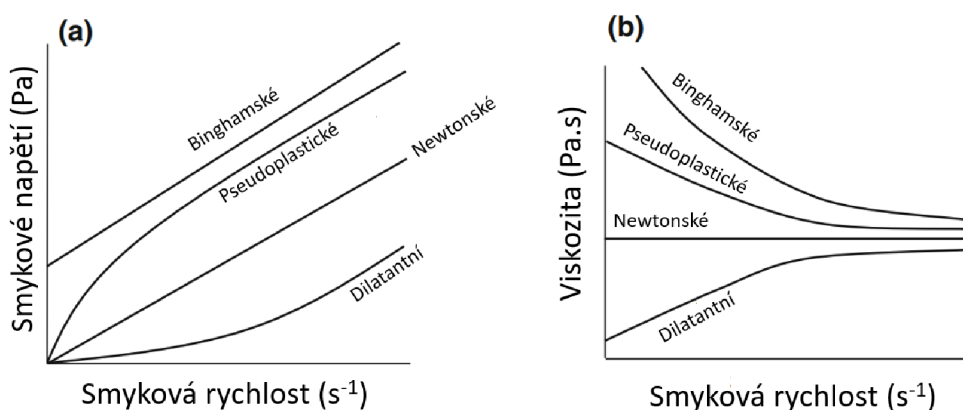 (a)
Smykové napětí (Pa)
Binghamské
Pseudoplastické
Newtonské
Dilatantní
Smyková rychlost (s⁻¹)
(b)
Viskozita (Pa.s)
Binghamské
Pseudoplastické
Newtonské
Dilatantní
Smyková rychlost (s⁻¹)